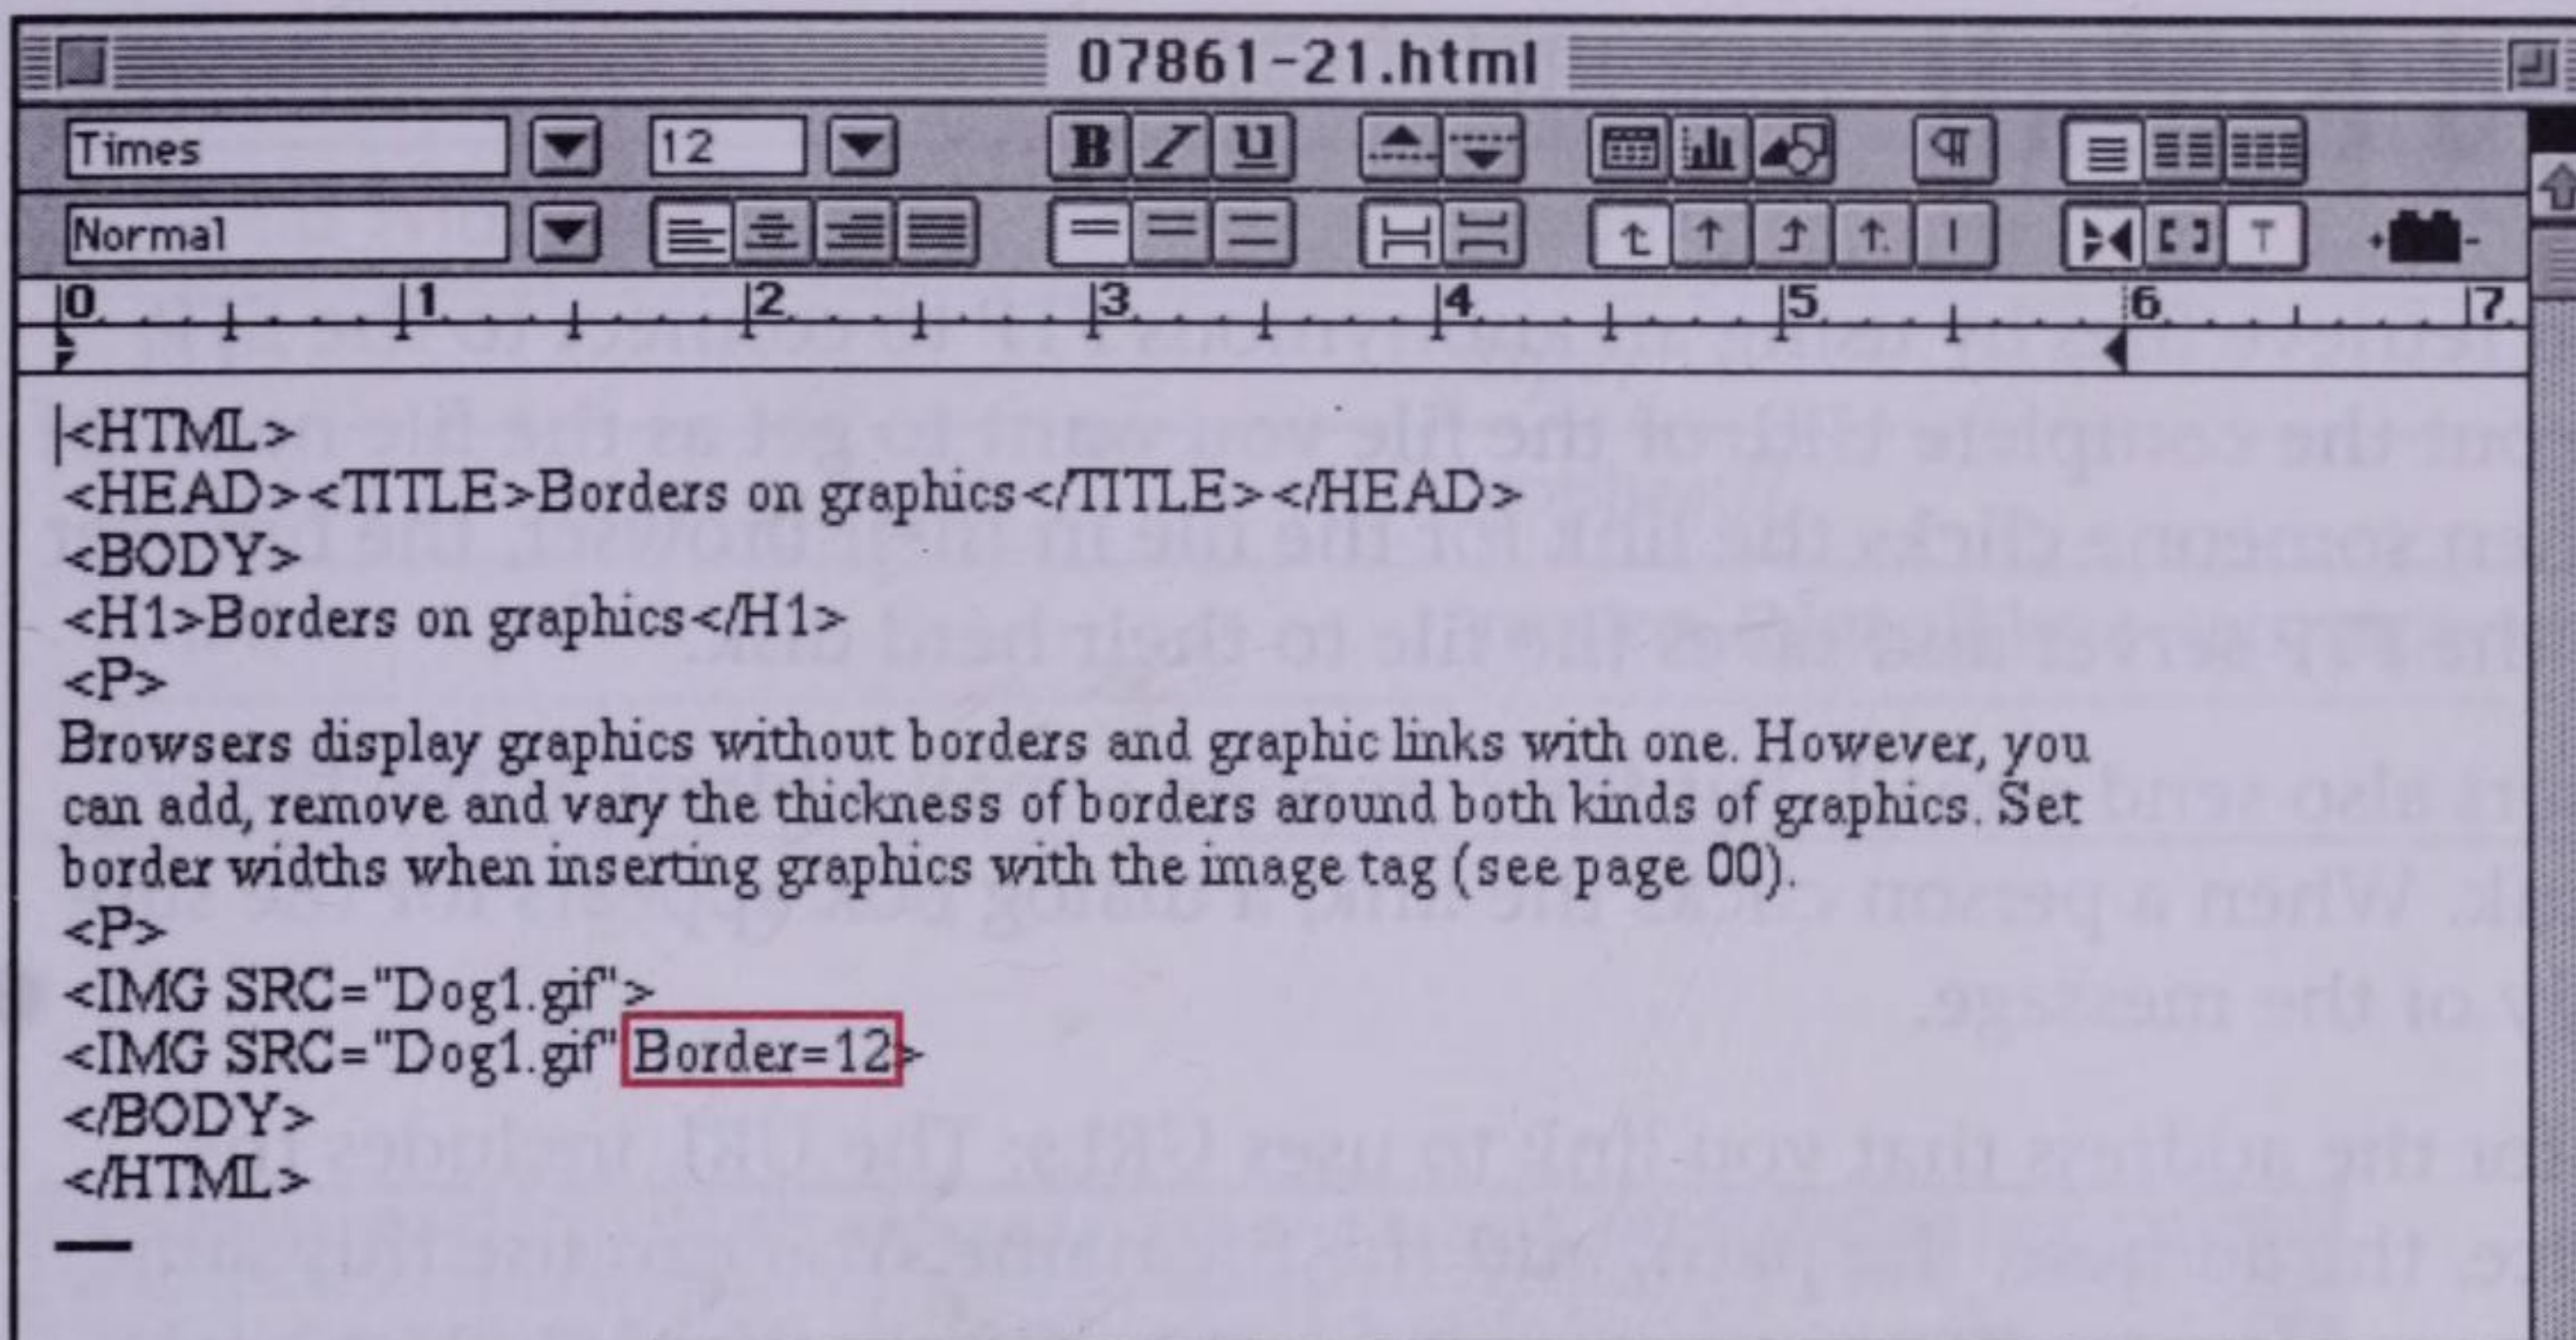 07861-21.html
Times 12 B I U ¶
Normal
0 1 2 3 4 5 6 7
<HTML>
<HEAD><TITLE>Borders on graphics</TITLE></HEAD>
<BODY>
<H1>Borders on graphics</H1>
<P>
Browsers display graphics without borders and graphic links with one. However, you
can add, remove and vary the thickness of borders around both kinds of graphics. Set
border widths when inserting graphics with the image tag (see page 00).
<P>
<IMG SRC="Dog1.gif">
<IMG SRC="Dog1.gif" Border=12>
</BODY>
</HTML>